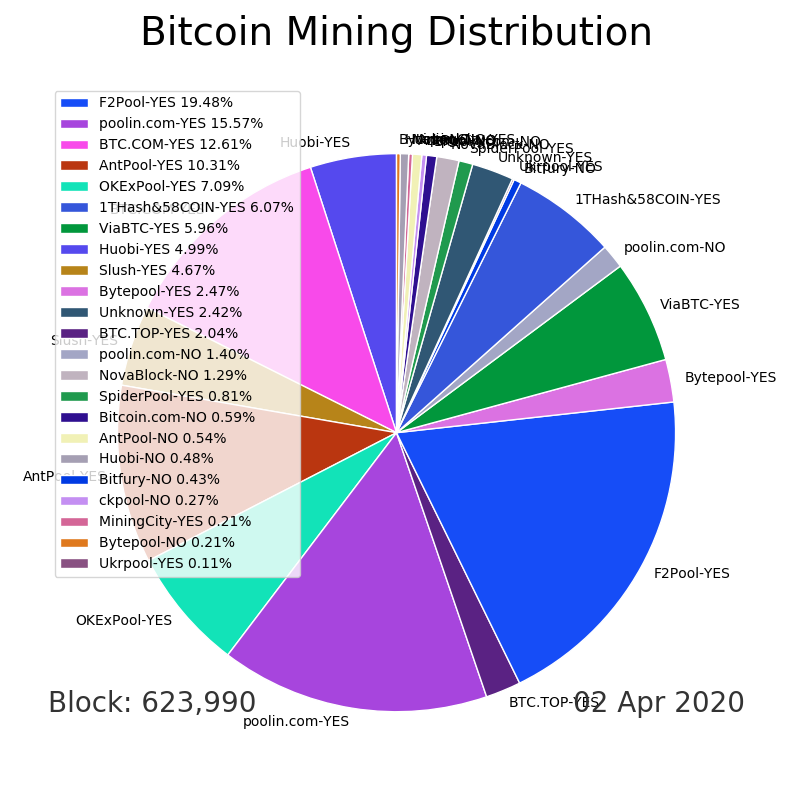 Bitcoin Mining Distribution
F2Pool-YES 19.48%
poolin.com-YES 15.57%
BTC.COM-YES 12.61%
AntPool-YES 10.31%
OKExPool-YES 7.09%
1THash&58COIN-YES 6.07%
ViaBTC-YES 5.96%
Huobi-YES 4.99%
Slush-YES 4.67%
Bytepool-YES 2.47%
Unknown-YES 2.42%
BTC.TOP-YES 2.04%
poolin.com-NO 1.40%
NovaBlock-NO 1.29%
SpiderPool-YES 0.81%
Bitcoin.com-NO 0.59%
AntPool-NO 0.54%
Huobi-NO 0.48%
Bitfury-NO 0.43%
ckpool-NO 0.27%
MiningCity-YES 0.21%
Bytepool-NO 0.21%
Ukrpool-YES 0.11%
Huobi-YES
SpiderPool-YES
Unknown-YES
Ukrpool-YES
Bitfury-NO
1THash&58COIN-YES
poolin.com-NO
ViaBTC-YES
Bytepool-YES
F2Pool-YES
BTC.TOP-YES
poolin.com-YES
OKExPool-YES
AntPool-YES
Slush-YES
Block: 623,990
02 Apr 2020